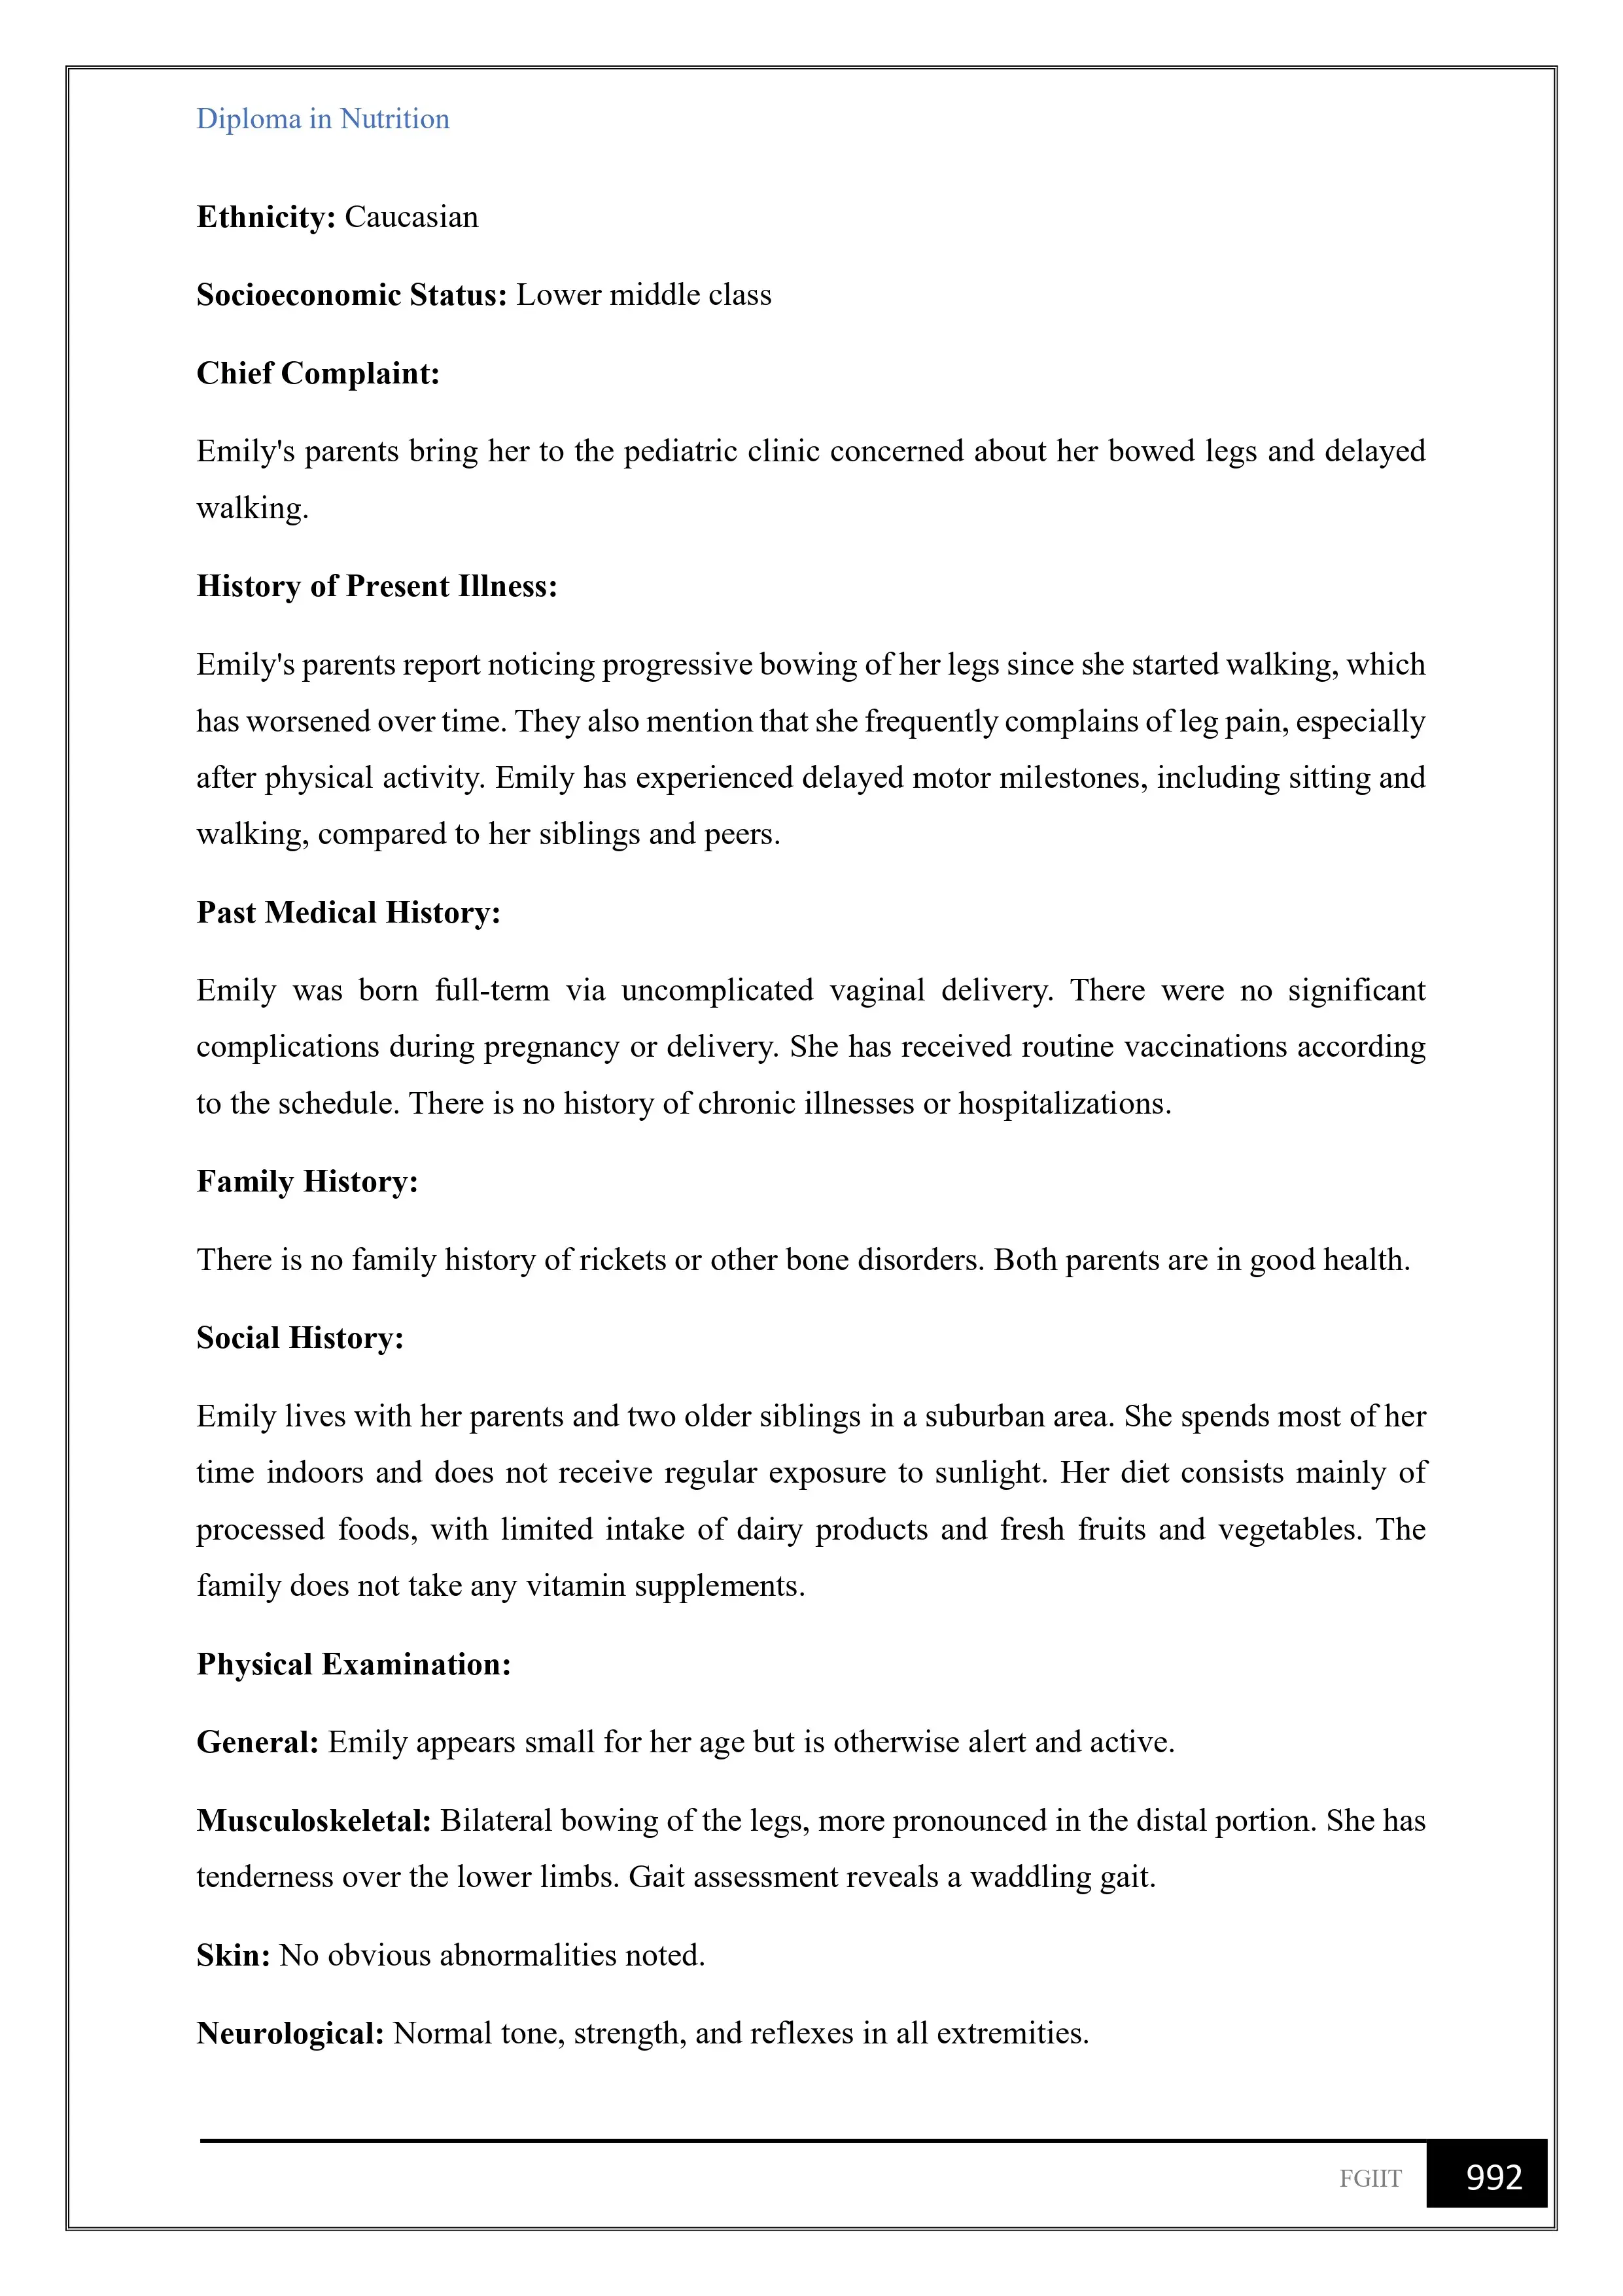 Diploma in Nutrition
Ethnicity: Caucasian
Socioeconomic Status: Lower middle class
Chief Complaint:
Emily's parents bring her to the pediatric clinic concerned about her bowed legs and delayed
walking.
History of Present Illness:
Emily's parents report noticing progressive bowing of her legs since she started walking, which
has worsened over time. They also mention that she frequently complains of leg pain, especially
after physical activity. Emily has experienced delayed motor milestones, including sitting and
walking, compared to her siblings and peers.
Past Medical History:
Emily was born full-term via uncomplicated vaginal delivery. There were no significant
complications during pregnancy or delivery. She has received routine vaccinations according
to the schedule. There is no history of chronic illnesses or hospitalizations.
Family History:
There is no family history of rickets or other bone disorders. Both parents are in good health.
Social History:
Emily lives with her parents and two older siblings in a suburban area. She spends most of her
time indoors and does not receive regular exposure to sunlight. Her diet consists mainly of
processed foods, with limited intake of dairy products and fresh fruits and vegetables. The
family does not take any vitamin supplements.
Physical Examination:
General: Emily appears small for her age but is otherwise alert and active.
Musculoskeletal: Bilateral bowing of the legs, more pronounced in the distal portion. She has
tenderness over the lower limbs. Gait assessment reveals a waddling gait.
Skin: No obvious abnormalities noted.
Neurological: Normal tone, strength, and reflexes in all extremities.
FGIIT 992